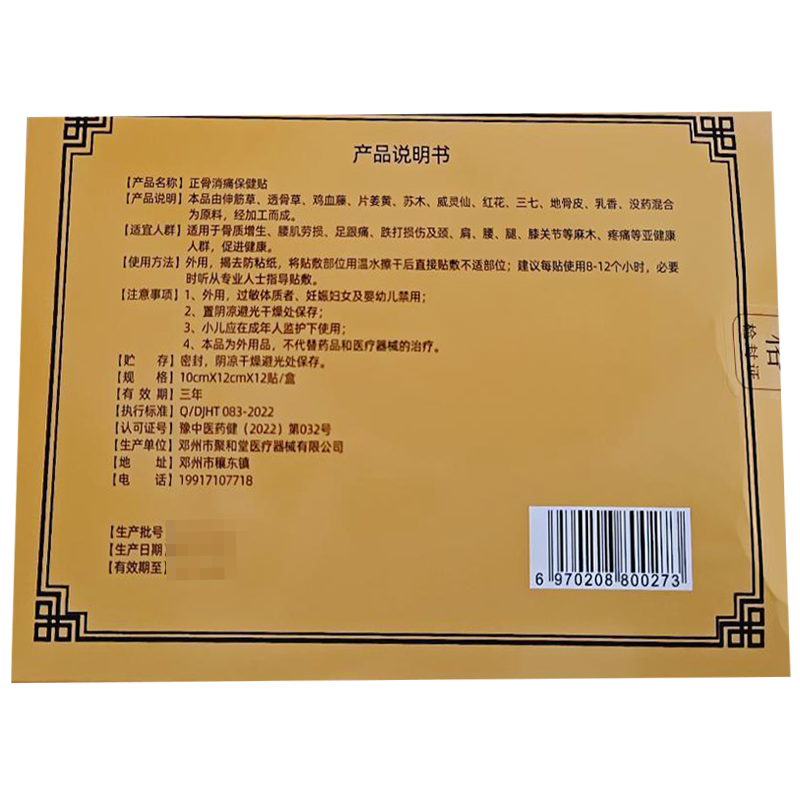 产品说明书
【产品名称】正骨消痛保健贴
【产品说明】本品由伸筋草、透骨草、鸡血藤、片姜黄、苏木、威灵仙、红花、三七、地骨皮、乳香、没药混合
为原料，经加工而成。
【适宜人群】适用于骨质增生、腰肌劳损、足跟痛、跌打损伤及颈、肩、腰、腿、膝关节等麻木、疼痛等亚健康
人群，促进健康。
【使用方法】外用，揭去防粘纸，将贴敷部位用温水擦干后直接贴敷不适部位；建议每贴使用8-12个小时，必要
时听从专业人士指导贴敷。
【注意事项】1、外用，过敏体质者、妊娠妇女及婴幼儿禁用；
2、置阴凉避光干燥处保存；
3、小儿应在成年人监护下使用；
4、本品为外用品，不代替药品和医疗器械的治疗。
【贮 存】密封，阴凉干燥避光处保存。
【规 格】10cmX12cmX12贴/盒
【有 效 期】三年
【执行标准】Q/DJHT 083-2022
【认可证号】豫中医药健（2022）第032号
【生产单位】邓州市聚和堂医疗器械有限公司
【地 址】邓州市穰东镇
【电 话】19917107718
【生产批号
【生产日期
【有效期至】
6 970208 800273